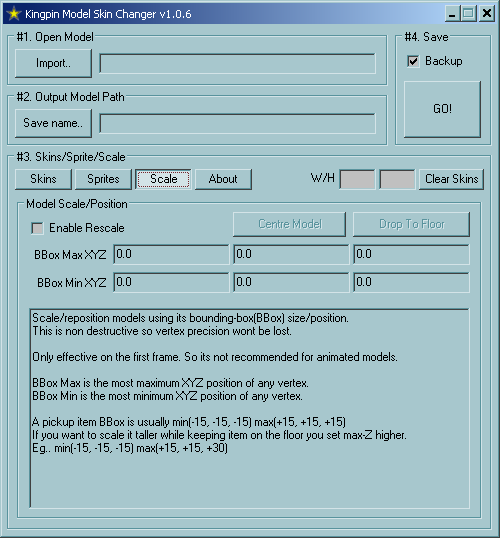 Kingpin Model Skin Changer v1.0.6
#1. Open Model
Import..
#4. Save
Backup
GO!
#2. Output Model Path
Save name..
#3. Skins/Sprite/Scale
Skins Sprites Scale About W/H Clear Skins
Model Scale/Position
Enable Rescale Centre Model Drop To Floor
BBox Max XYZ 0.0 0.0 0.0
BBox Min XYZ 0.0 0.0 0.0
Scale/reposition models using its bounding-box(BBox) size/position.
This is non destructive so vertex precision wont be lost.
Only effective on the first frame. So its not recommended for animated models.
BBox Max is the most maximum XYZ position of any vertex.
BBox Min is the most minimum XYZ position of any vertex.
A pickup item BBox is usually min(-15, -15, -15) max(+15, +15, +15)
If you want to scale it taller while keeping item on the floor you set max-Z higher.
Eg.. min(-15, -15, -15) max(+15, +15, +30)